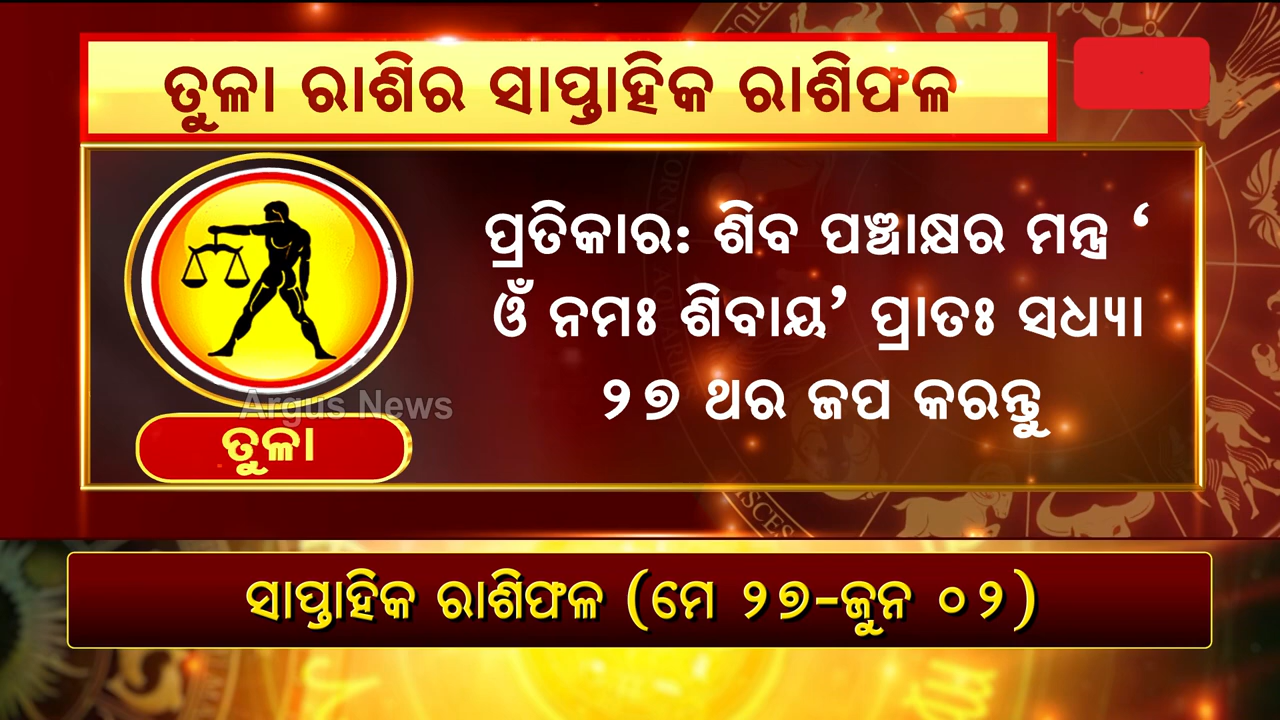 ତୁଳା ରାଶିର ସାପ୍ତାହିକ ରାଶିଫଳ
ପ୍ରତିକାର: ଶିବ ପଞ୍ଚାକ୍ଷର ମନ୍ତ୍ର ‘
ଓଁ ନମଃ ଶିବାୟ’ ପ୍ରାତଃ ସଧ୍ୟା
୨୭ ଥର ଜପ କରନ୍ତୁ
Argus News
ତୁଳା
ସାପ୍ତାହିକ ରାଶିଫଳ (ମେ ୨୭-ଜୁନ ୦୨)